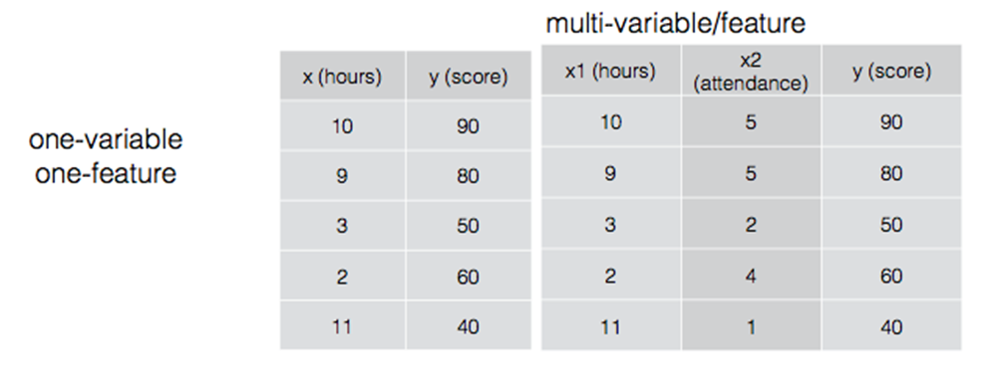 multi-variable/feature
one-variable
one-feature
x (hours) y (score)
10 90
9 80
3 50
2 60
11 40
x1 (hours) x2 (attendance) y (score)
10 5 90
9 5 80
3 2 50
2 4 60
11 1 40